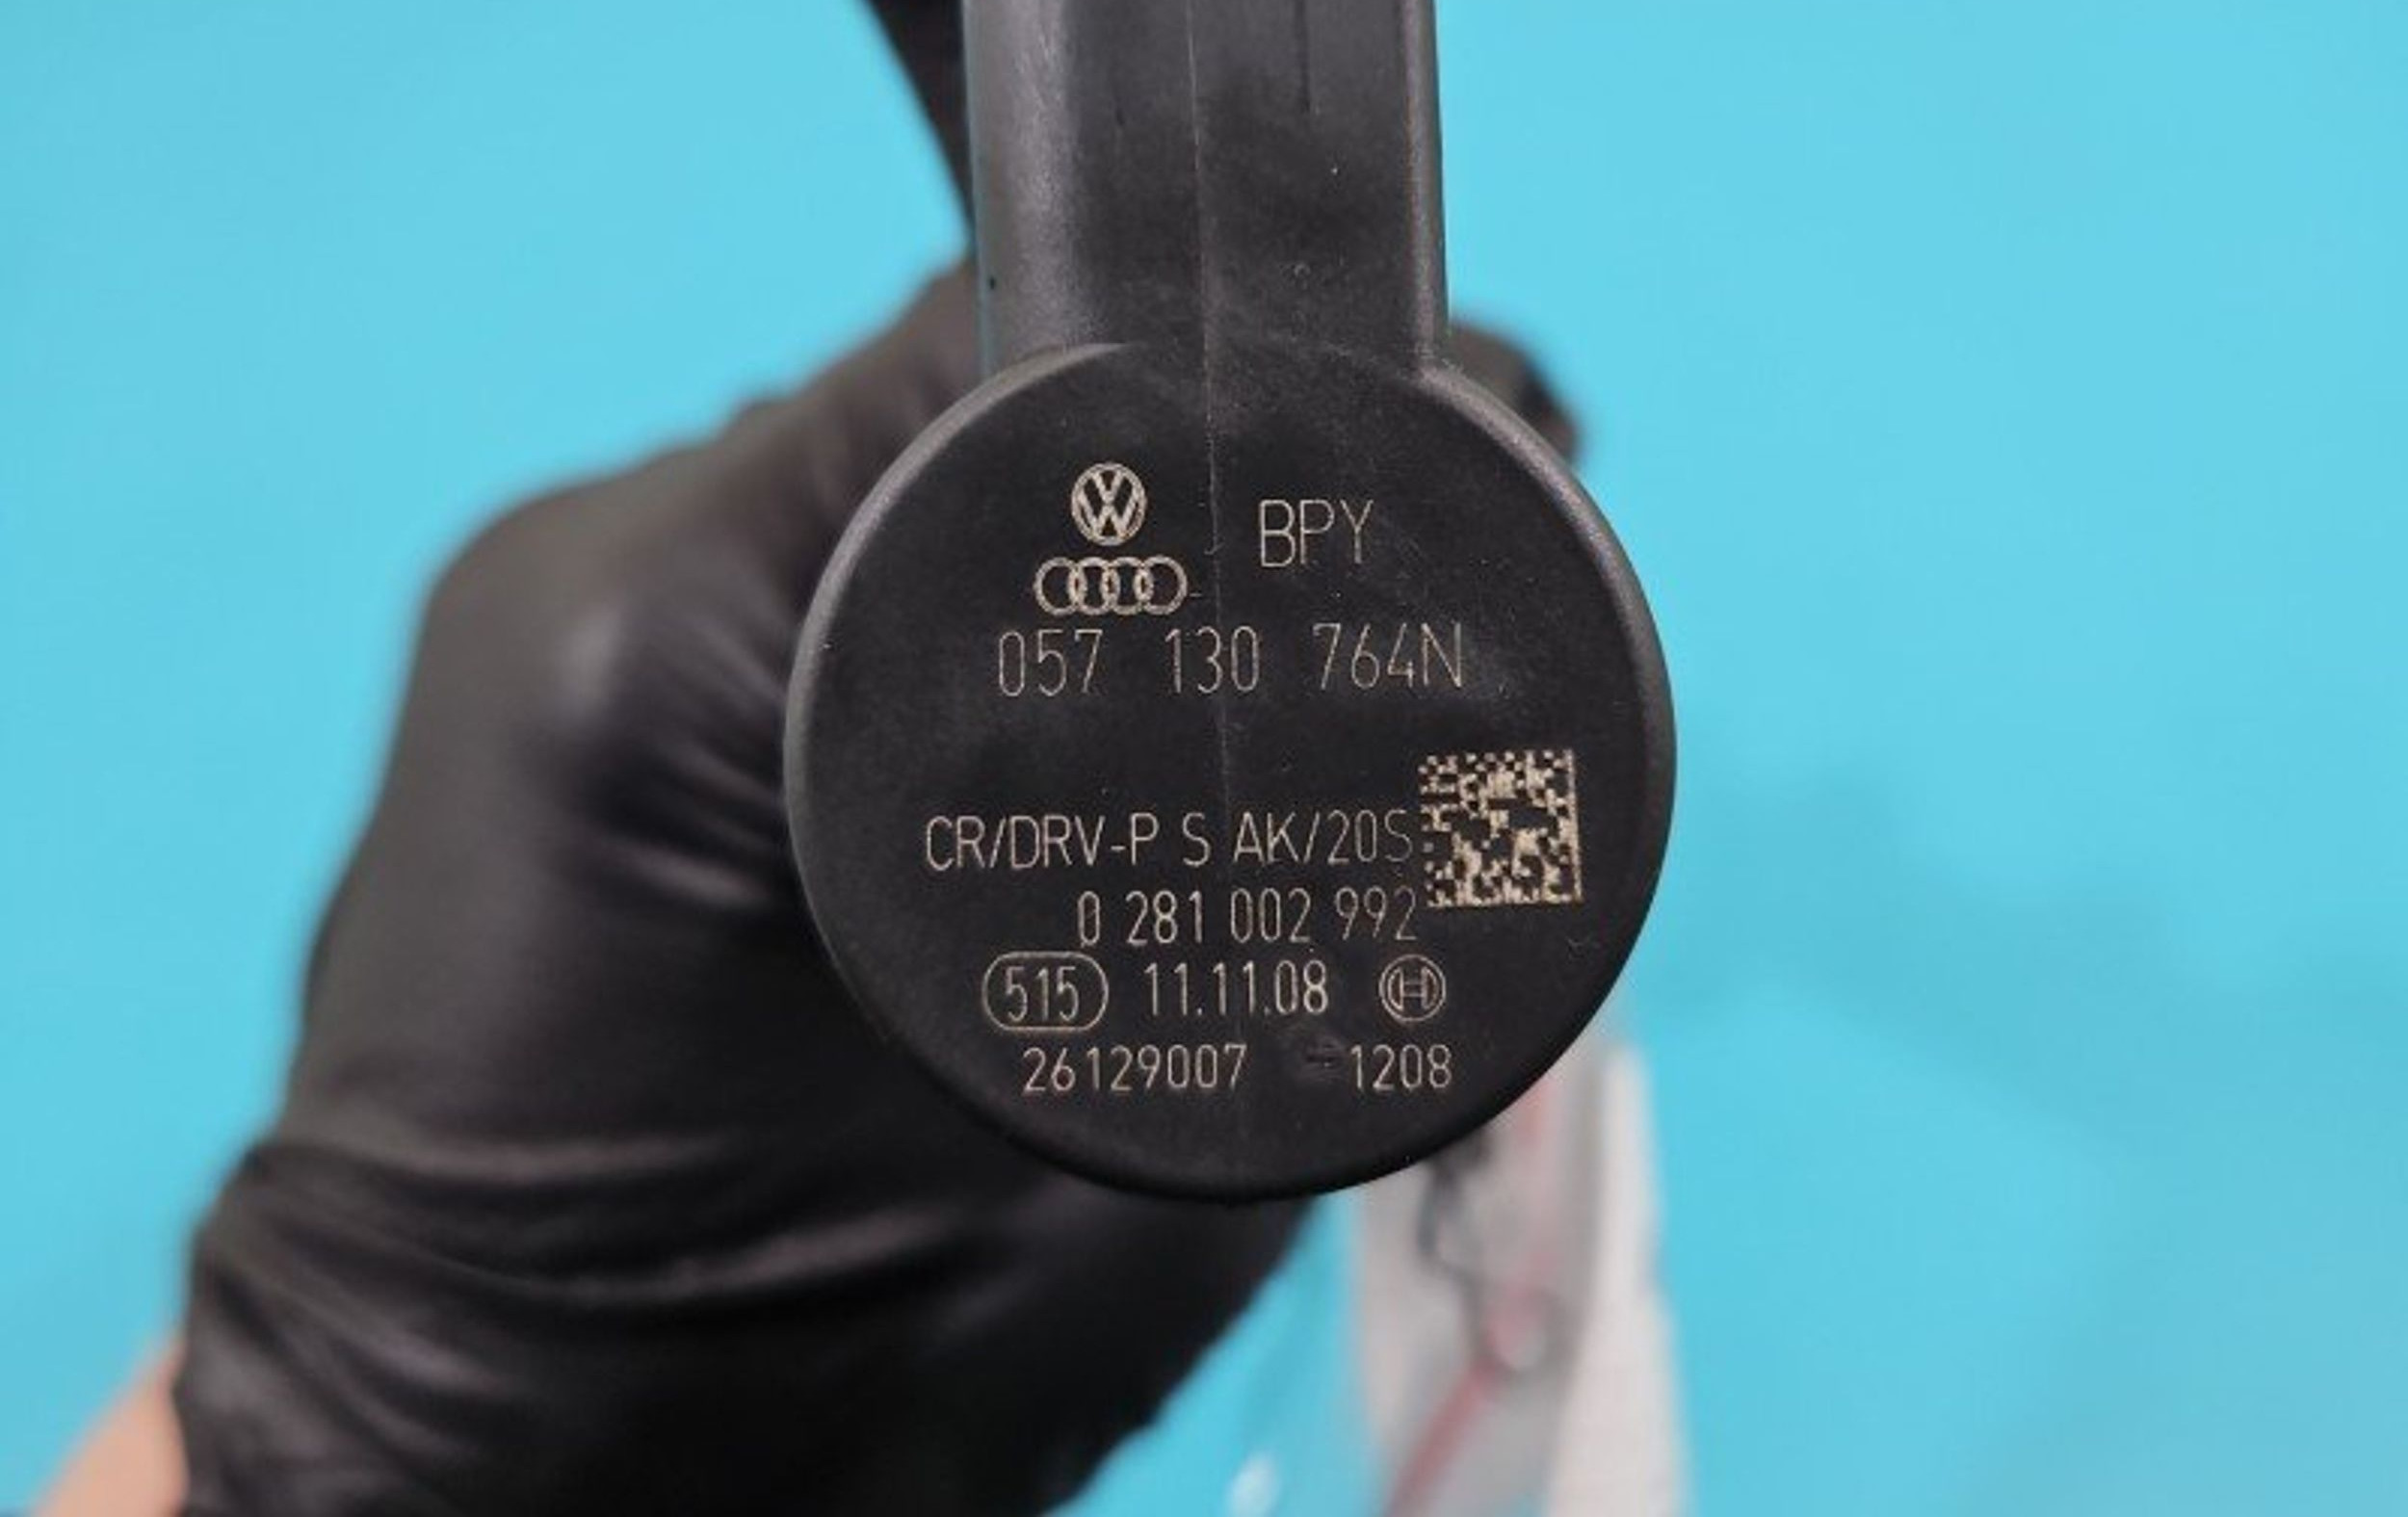 BPY
057 130 764N
CR/DRV-P S AK/20S
0 281 002 992
515 11.11.08
26129007 1208